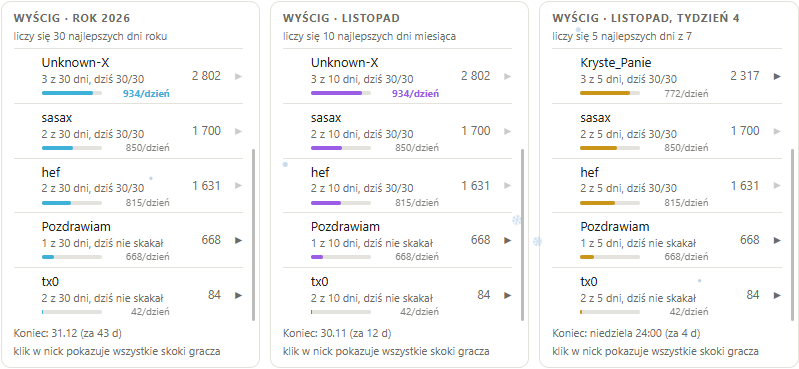 WYŚCIG · ROK 2026
liczy się 30 najlepszych dni roku
Unknown-X
3 z 30 dni, dziś 30/30
2 802
934/dzień
sasax
2 z 30 dni, dziś 30/30
1 700
850/dzień
hef
2 z 30 dni, dziś 30/30
1 631
815/dzień
Pozdrawiam
1 z 30 dni, dziś nie skakał
668
668/dzień
tx0
2 z 30 dni, dziś nie skakał
84
42/dzień
Koniec: 31.12 (za 43 d)
klik w nick pokazuje wszystkie skoki gracza
WYŚCIG · LISTOPAD
liczy się 10 najlepszych dni miesiąca
Unknown-X
3 z 10 dni, dziś 30/30
2 802
934/dzień
sasax
2 z 10 dni, dziś 30/30
1 700
850/dzień
hef
2 z 10 dni, dziś 30/30
1 631
815/dzień
Pozdrawiam
1 z 10 dni, dziś nie skakał
668
668/dzień
tx0
2 z 10 dni, dziś nie skakał
84
42/dzień
Koniec: 30.11 (za 12 d)
klik w nick pokazuje wszystkie skoki gracza
WYŚCIG · LISTOPAD, TYDZIEŃ 4
liczy się 5 najlepszych dni z 7
Kryste_Panie
3 z 5 dni, dziś 30/30
2 317
772/dzień
sasax
2 z 5 dni, dziś 30/30
1 700
850/dzień
hef
2 z 5 dni, dziś 30/30
1 631
815/dzień
Pozdrawiam
1 z 5 dni, dziś nie skakał
668
668/dzień
tx0
2 z 5 dni, dziś nie skakał
84
42/dzień
Koniec: niedziela 24:00 (za 4 d)
klik w nick pokazuje wszystkie skoki gracza